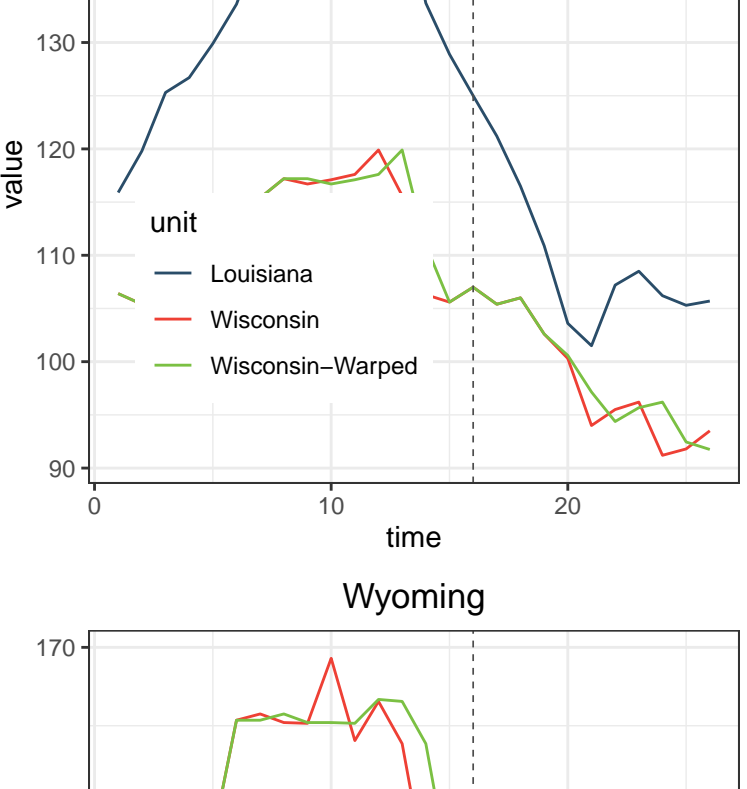 130
120
110
100
90
value
unit
Louisiana
Wisconsin
Wisconsin−Warped
0 10 20
time
Wyoming
170